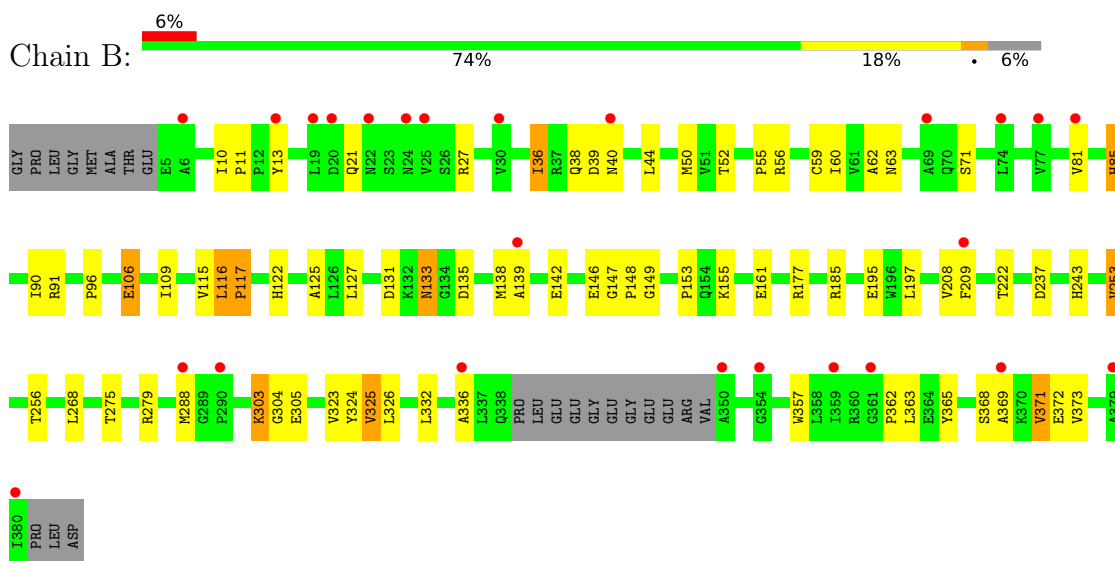 6%
Chain B:
74% 18% • 6%
GLY PRO LEU GLY MET ALA THR GLU E5 A6 I10 P11 P12 Y13 L19 D20 Q21 N22 S23 N24 V25 S26 R27 V30 I36 R37 Q38 D39 N40 L44 M50 V51 T52 P55 R56 C59 I60 V61 A62 N63 A69 Q70 S71 L74 V77 V81 H85
I90 R91 P96 E106 I109 V115 L116 P117 H122 A125 L126 L127 D131 K132 N133 G134 D135 M138 A139 E142 E146 G147 P148 G149 P153 Q154 K155 E161 R177 R185 E195 W196 L197 V208 F209 T222 D237 H243
T256 L268 T275 R279 M288 G289 P290 K303 G304 E305 V323 Y324 V325 L326 L332 A336 L337 Q338 PRO LEU GLU GLU GLY GLU GLY GLU GLU ARG VAL A350 G354 W357 L358 I359 R360 G361 P362 L363 E364 Y365 S368 A369 K370 V371 E372 V373 A379
I380 PRO LEU ASP